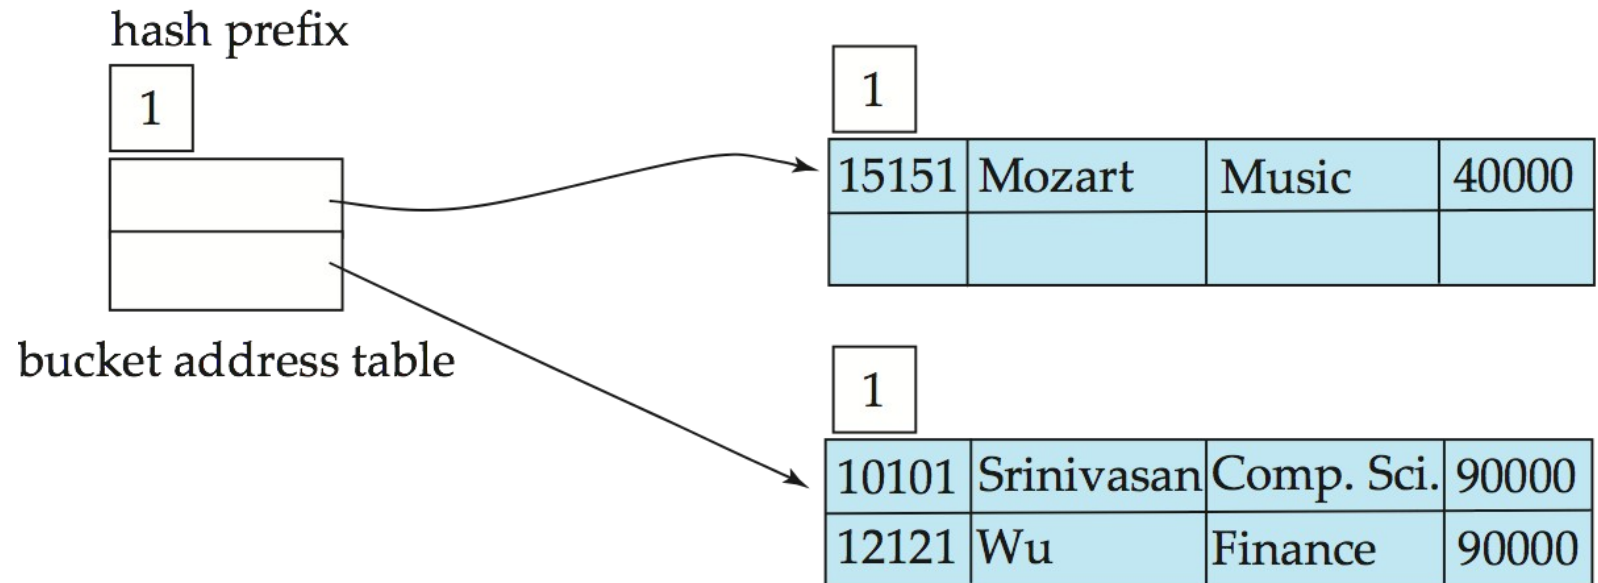 hash prefix
1
1
15151 Mozart Music 40000
bucket address table
1
10101 Srinivasan Comp. Sci. 90000
12121 Wu Finance 90000